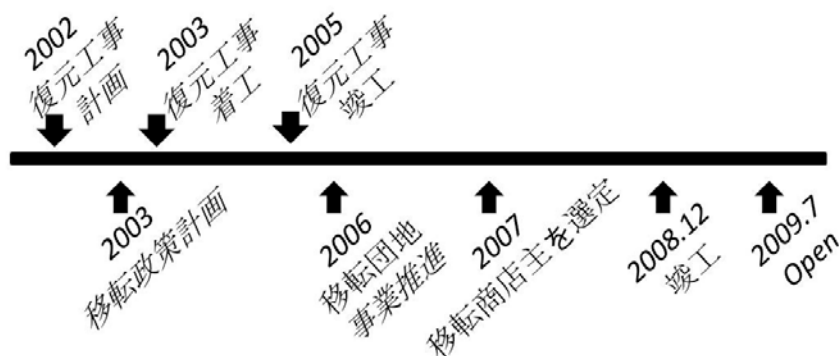 2002
復元工事
計画
2003
復元工事
着工
2005
復元工事
竣工
2003
移転政策計画
2006
移転団地
事業推進
2007
移転商店主を選定
2008.12
竣工
2009.7
Open